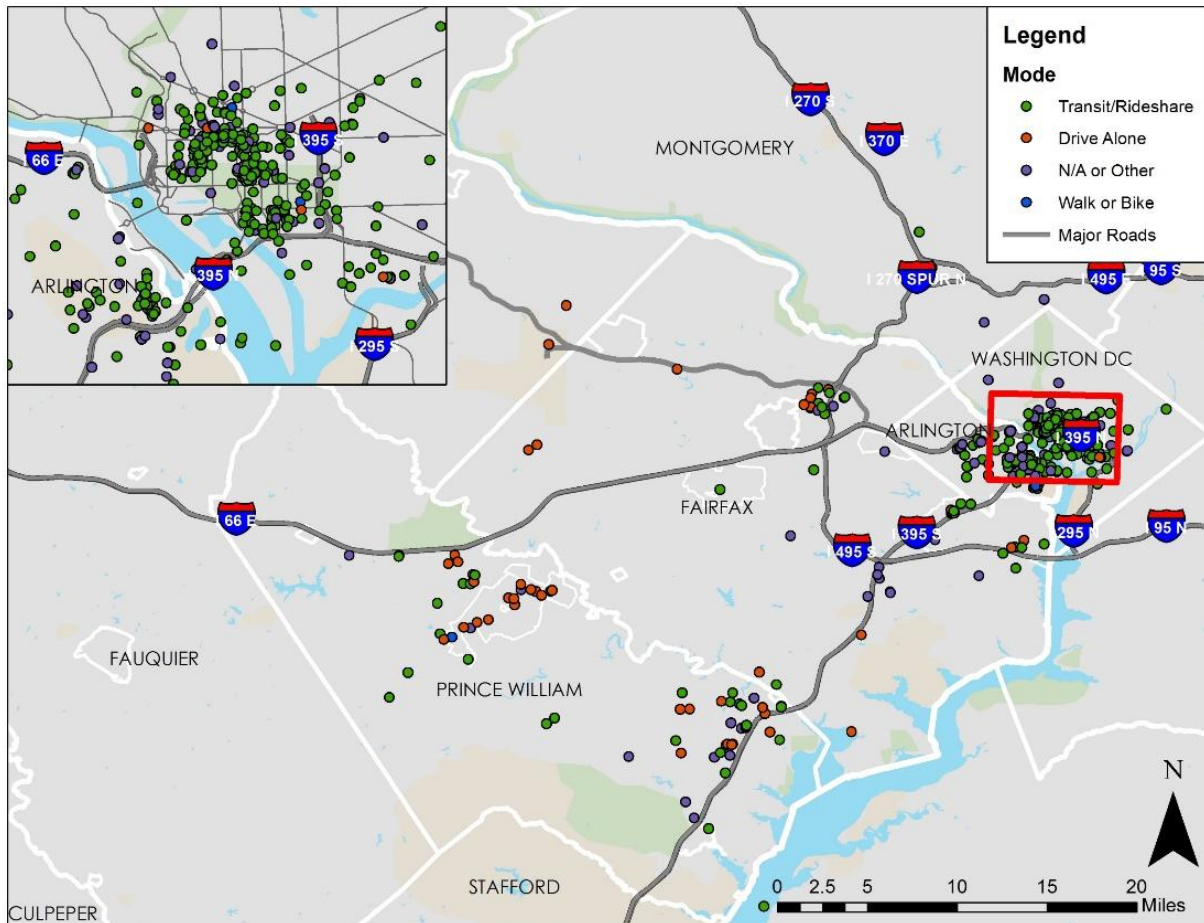 Legend
Mode
Transit/Rideshare
Drive Alone
N/A or Other
Walk or Bike
Major Roads
395 S
66 E
ARLINGTON
395 N
I 295 S
I 270 S
I 370 E
MONTGOMERY
I 270 SPUR N
I 495 E
95 S
WASHINGTON DC
ARLINGTON
I 395 N
FAIRFAX
I 66 E
I 495 S
I 395 S
I 295 N
I 95 N
FAUQUIER
PRINCE WILLIAM
STAFFORD
CULPEPER
N
0 2.5 5 10 15 20
Miles